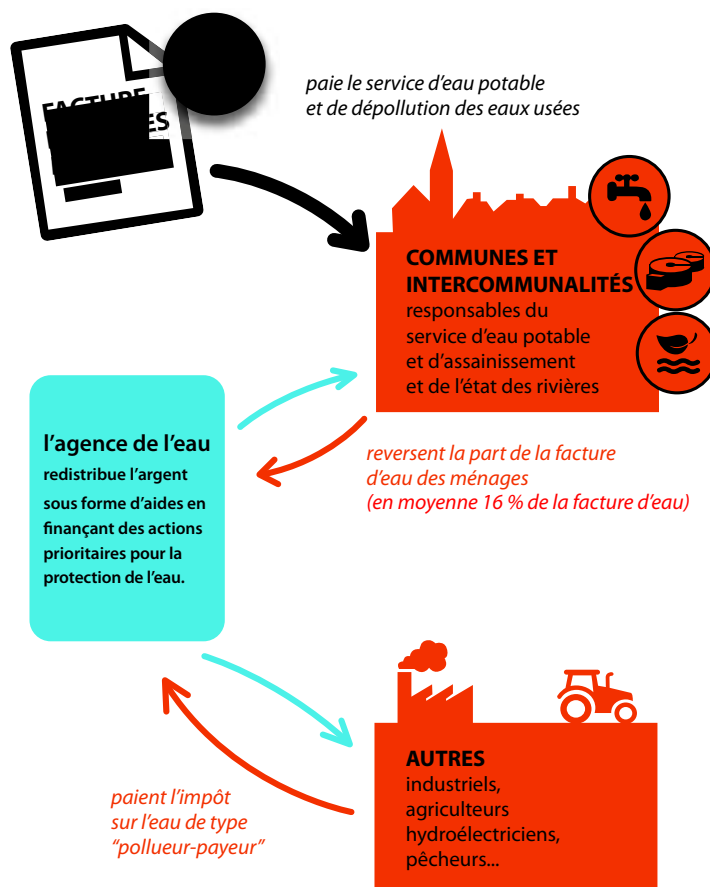 FACTURE
paie le service d'eau potable
et de dépollution des eaux usées
COMMUNES ET
INTERCOMMUNALITÉS
responsables du
service d'eau potable
et d'assainissement
et de l'état des rivières
l'agence de l'eau
redistribue l'argent
sous forme d'aides en
finançant des actions
prioritaires pour la
protection de l'eau.
reversent la part de la facture
d'eau des ménages
(en moyenne 16 % de la facture d'eau)
paient l'impôt
sur l'eau de type
“pollueur-payeur”
AUTRES
industriels,
agriculteurs
hydroélectriciens,
pêcheurs...